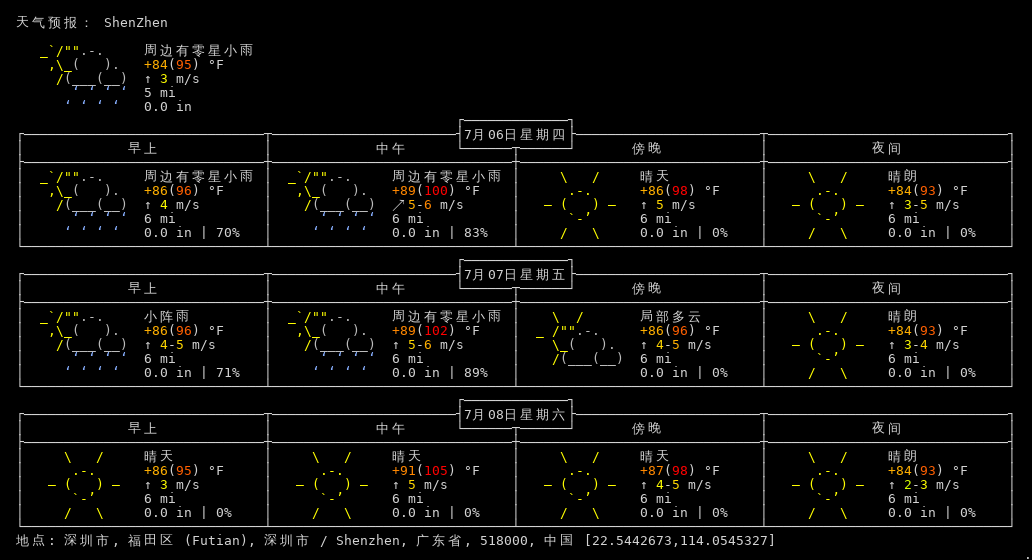 天气预报： ShenZhen
周边有零星小雨
+84(95) °F
↑ 3 m/s
5 mi
0.0 in
7月06日星期四
早上 中午 傍晚 夜间
周边有零星小雨 周边有零星小雨 晴天 晴朗
+86(96) °F +89(100) °F +86(98) °F +84(93) °F
↑ 4 m/s ↗ 5-6 m/s ↑ 5 m/s ↑ 3-5 m/s
6 mi 6 mi 6 mi 6 mi
0.0 in | 70% 0.0 in | 83% 0.0 in | 0% 0.0 in | 0%
7月07日星期五
早上 中午 傍晚 夜间
小阵雨 周边有零星小雨 局部多云 晴朗
+86(96) °F +89(102) °F +86(96) °F +84(93) °F
↑ 4-5 m/s ↑ 5-6 m/s ↑ 4-5 m/s ↑ 3-4 m/s
6 mi 6 mi 6 mi 6 mi
0.0 in | 71% 0.0 in | 89% 0.0 in | 0% 0.0 in | 0%
7月08日星期六
早上 中午 傍晚 夜间
晴天 晴天 晴天 晴朗
+86(95) °F +91(105) °F +87(98) °F +84(93) °F
↑ 3 m/s ↑ 5 m/s ↑ 4-5 m/s ↑ 2-3 m/s
6 mi 6 mi 6 mi 6 mi
0.0 in | 0% 0.0 in | 0% 0.0 in | 0% 0.0 in | 0%
地点: 深圳市, 福田区 (Futian), 深圳市 / Shenzhen, 广东省, 518000, 中国 [22.5442673,114.0545327]